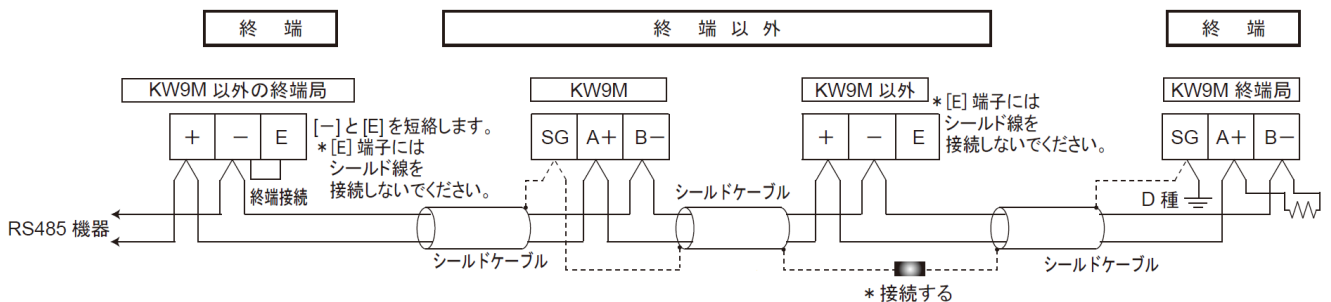 終 端
終 端 以 外
終 端
KW9M 以外の終端局
KW9M
KW9M 以外
KW9M 終端局
+ − E
[−]と[E]を短絡します。
*[E]端子には
シールド線を
接続しないでください。
終端接続
SG A+ B−
+ − E
*[E]端子には
シールド線を
接続しないでください。
SG A+ B−
D 種
RS485 機器
シールドケーブル
シールドケーブル
シールドケーブル
* 接続する